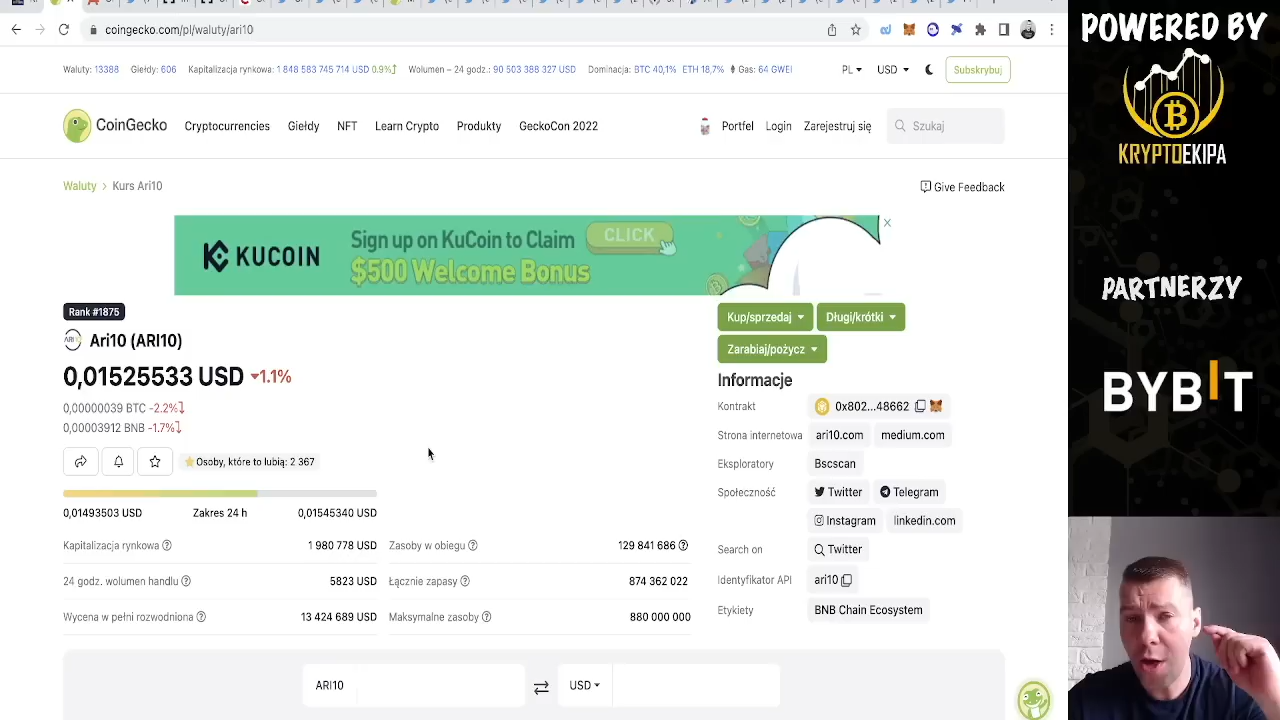 coingecko.com/pl/waluty/ari10
Waluty: 13388 Giełdy: 606 Kapitalizacja rynkowa: 1 848 583 745 714 USD 0.9% Wolumen – 24 godz.: 90 503 388 327 USD Dominacja: BTC 40,1% ETH 18,7% Gas: 64 GWEI PL USD Subskrybuj
CoinGecko Cryptocurrencies Giełdy NFT Learn Crypto Produkty GeckoCon 2022 Portfel Login Zarejestruj się Szukaj
Waluty > Kurs Ari10 Give Feedback
KUCOIN Sign up on KuCoin to Claim CLICK
$500 Welcome Bonus
Rank #1875
Ari10 (ARI10)
0,01525533 USD 1.1%
0,00000039 BTC -2.2%
0,00003912 BNB -1.7%
Osoby, które to lubią: 2 367
0,01493503 USD Zakres 24 h 0,01545340 USD
Kapitalizacja rynkowa 1 980 778 USD Zasoby w obiegu 129 841 686
24 godz. wolumen handlu 5823 USD Łącznie zapasy 874 362 022
Wycena w pełni rozwodniona 13 424 689 USD Maksymalne zasoby 880 000 000
Kup/sprzedaj Długi/krótki
Zarabiaj/pożycz
Informacje
Kontrakt 0x802...48662
Strona internetowa ari10.com medium.com
Eksploratory Bscscan
Społeczność Twitter Telegram
Instagram linkedin.com
Search on Twitter
Identyfikator API ari10
Etykiety BNB Chain Ecosystem
ARI10 USD
POWERED BY
KRYPTOEKIPA
PARTNERZY
BYBIT